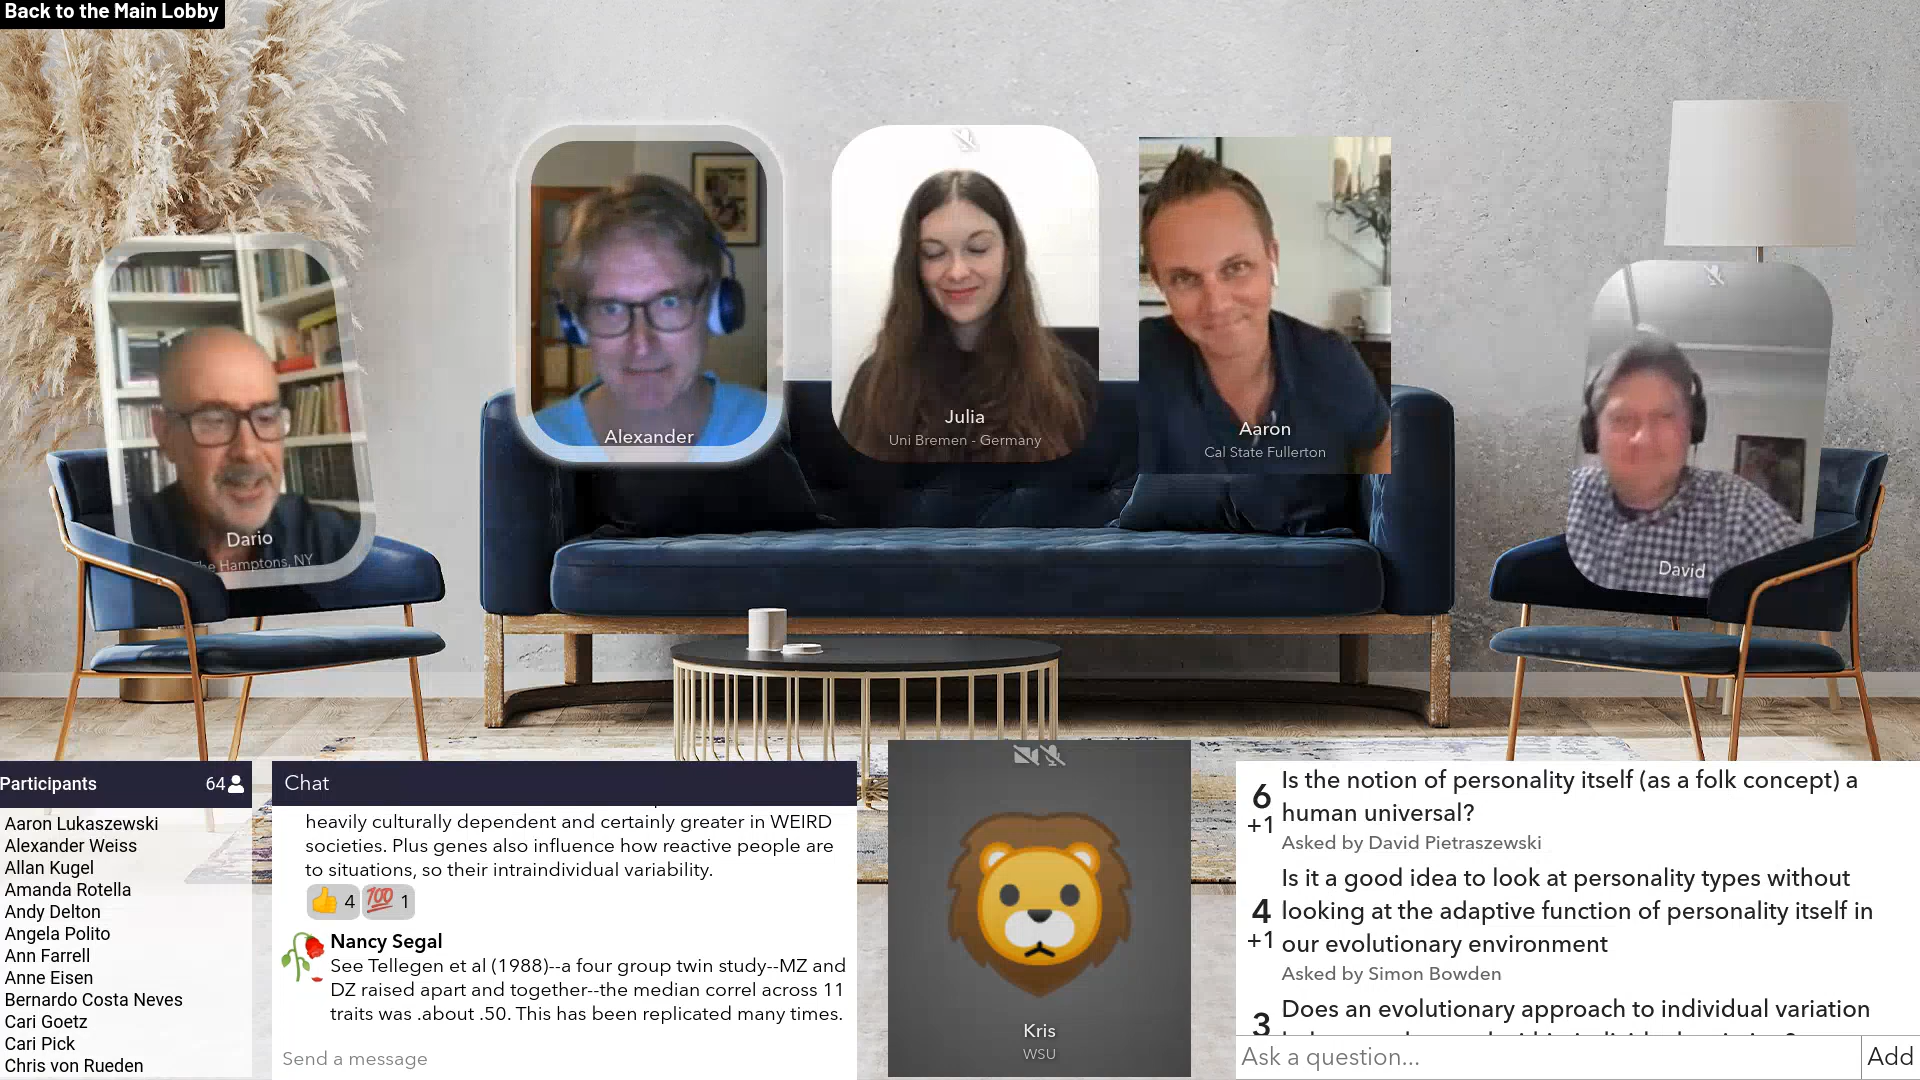 Back to the Main Lobby
Alexander
Julia
Uni Bremen - Germany
Aaron
Cal State Fullerton
Dario
The Hamptons, NY
David
Participants
64
Aaron Lukaszewski
Alexander Weiss
Allan Kugel
Amanda Rotella
Andy Delton
Angela Polito
Ann Farrell
Anne Eisen
Bernardo Costa Neves
Cari Goetz
Cari Pick
Chris von Rueden
Chat
heavily culturally dependent and certainly greater in WEIRD
societies. Plus genes also influence how reactive people are
to situations, so their intraindividual variability.
👍 4 💯 1
Nancy Segal
See Tellegen et al (1988)--a four group twin study--MZ and
DZ raised apart and together--the median correl across 11
traits was .about .50. This has been replicated many times.
Send a message
Kris
WSU
6
+1
Is the notion of personality itself (as a folk concept) a
human universal?
Asked by David Pietraszewski
4
+1
Is it a good idea to look at personality types without
looking at the adaptive function of personality itself in
our evolutionary environment
Asked by Simon Bowden
3
Does an evolutionary approach to individual variation
Ask a question...
Add